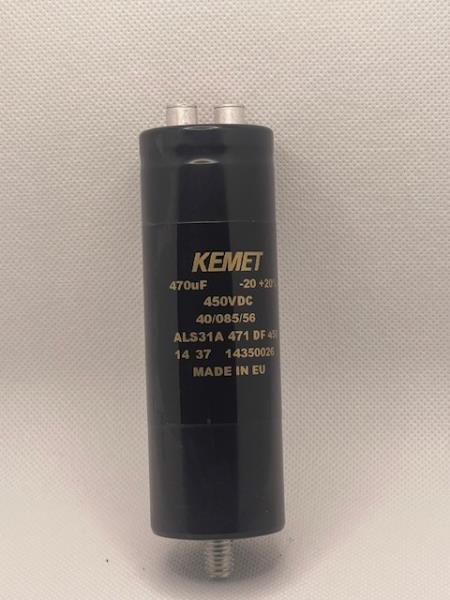 KEMET
470uF -20 +20%
450VDC
40/085/56
ALS31A 471 DF 450
14 37 14350026
MADE IN EU